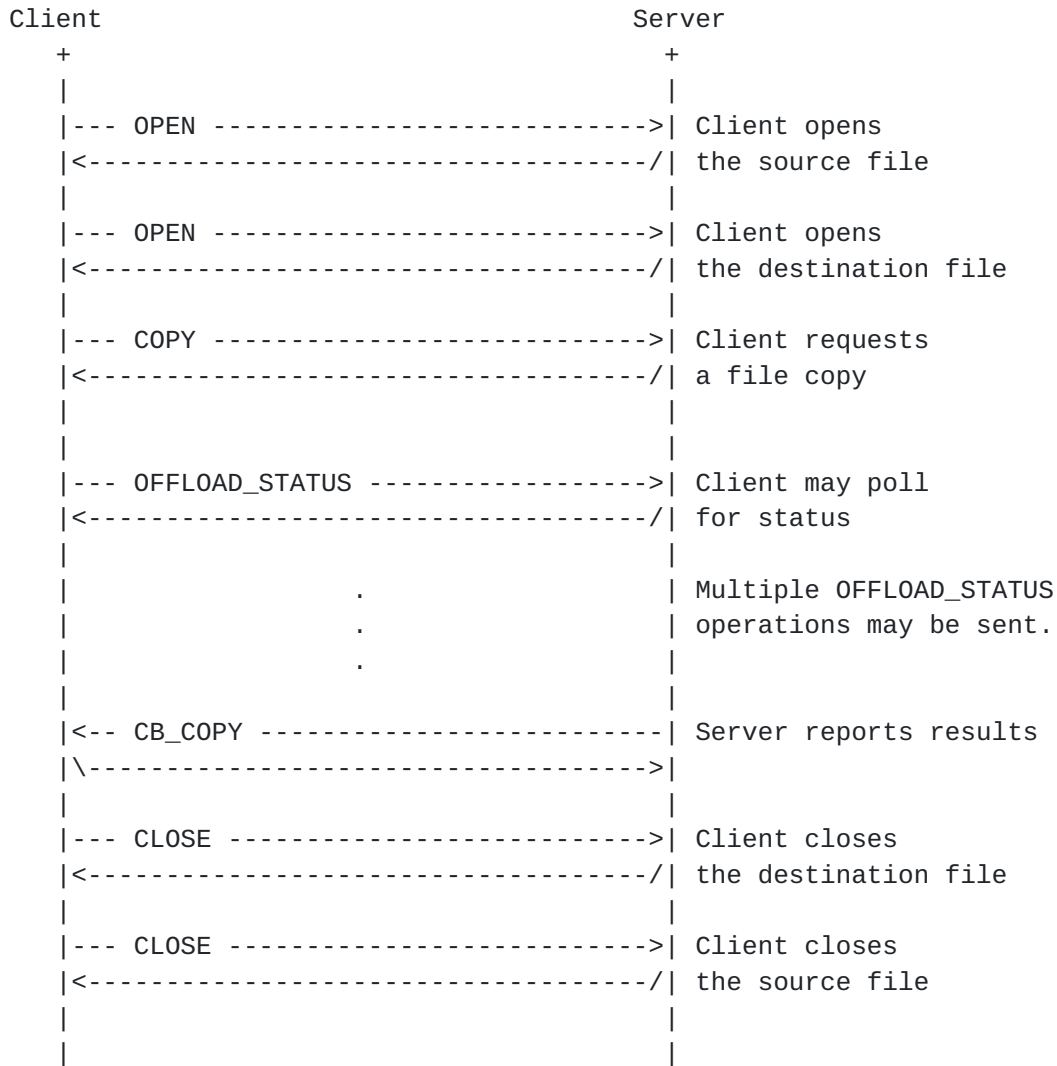 Client                                  Server
   +                                      +
   |                                      |
   |--- OPEN ---------------------------->| Client opens
   |<------------------------------------/| the source file
   |                                      |
   |--- OPEN ---------------------------->| Client opens
   |<------------------------------------/| the destination file
   |                                      |
   |--- COPY ---------------------------->| Client requests
   |<------------------------------------/| a file copy
   |                                      |
   |                                      |
   |--- OFFLOAD_STATUS ------------------>| Client may poll
   |<------------------------------------/| for status
   |                                      |
   |                  .                   | Multiple OFFLOAD_STATUS
   |                  .                   | operations may be sent.
   |                  .                   |
   |                                      |
   |<-- CB_COPY --------------------------| Server reports results
   |\------------------------------------>|
   |                                      |
   |--- CLOSE --------------------------->| Client closes
   |<------------------------------------/| the destination file
   |                                      |
   |--- CLOSE --------------------------->| Client closes
   |<------------------------------------/| the source file
   |                                      |
   |                                      |